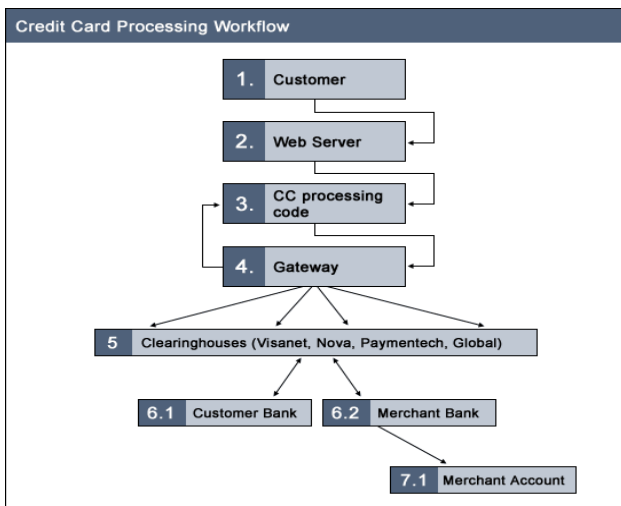 Credit Card Processing Workflow
1. Customer
2. Web Server
3. CC processing
code
4. Gateway
5 Clearinghouses (Visanet, Nova, Paymentech, Global)
6.1 Customer Bank
6.2 Merchant Bank
7.1 Merchant Account